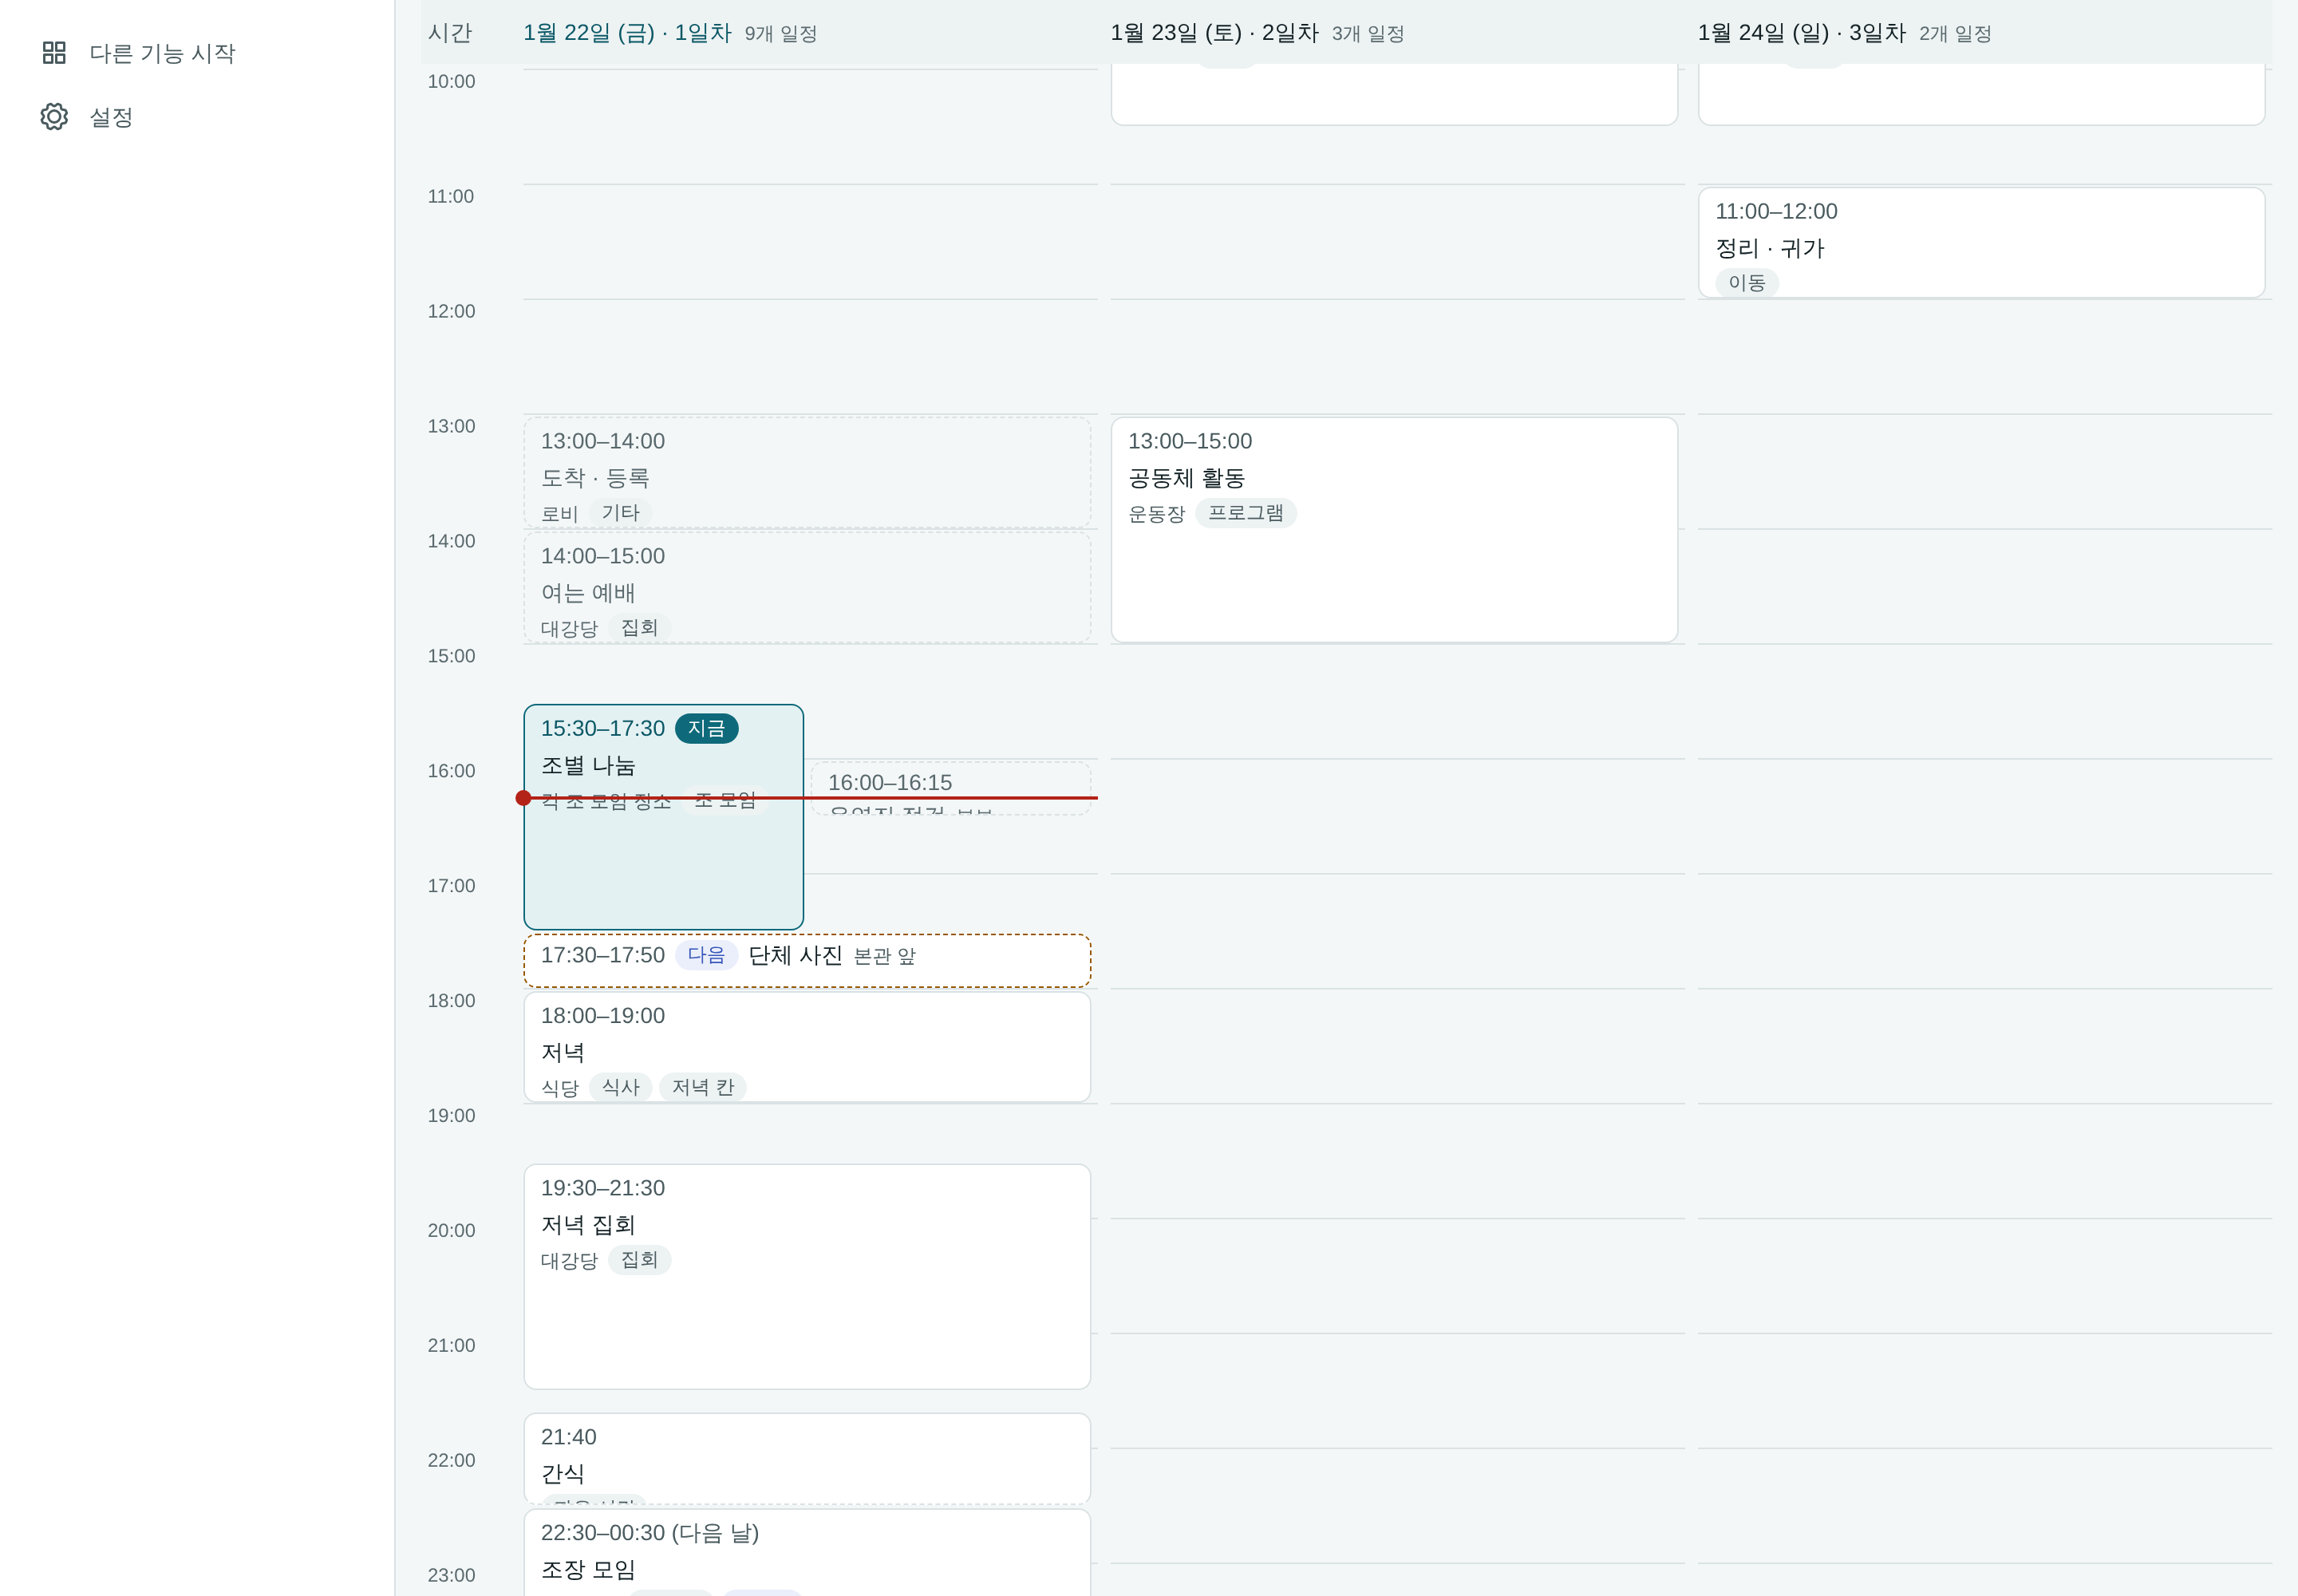 다른 기능 시작
설정
시간
1월 22일 (금) · 1일차 9개 일정
1월 23일 (토) · 2일차 3개 일정
1월 24일 (일) · 3일차 2개 일정
10:00
11:00
11:00–12:00
정리 · 귀가
이동
12:00
13:00
13:00–14:00
도착 · 등록
로비 기타
13:00–15:00
공동체 활동
운동장 프로그램
14:00
14:00–15:00
여는 예배
대강당 집회
15:00
15:30–17:30 지금
조별 나눔
각 조 모임 장소 조 모임
16:00
16:00–16:15
17:00
17:30–17:50 다음 단체 사진 본관 앞
18:00
18:00–19:00
저녁
식당 식사 저녁 칸
19:00
19:30–21:30
저녁 집회
대강당 집회
20:00
21:00
21:40
간식
22:00
22:30–00:30 (다음 날)
조장 모임
23:00